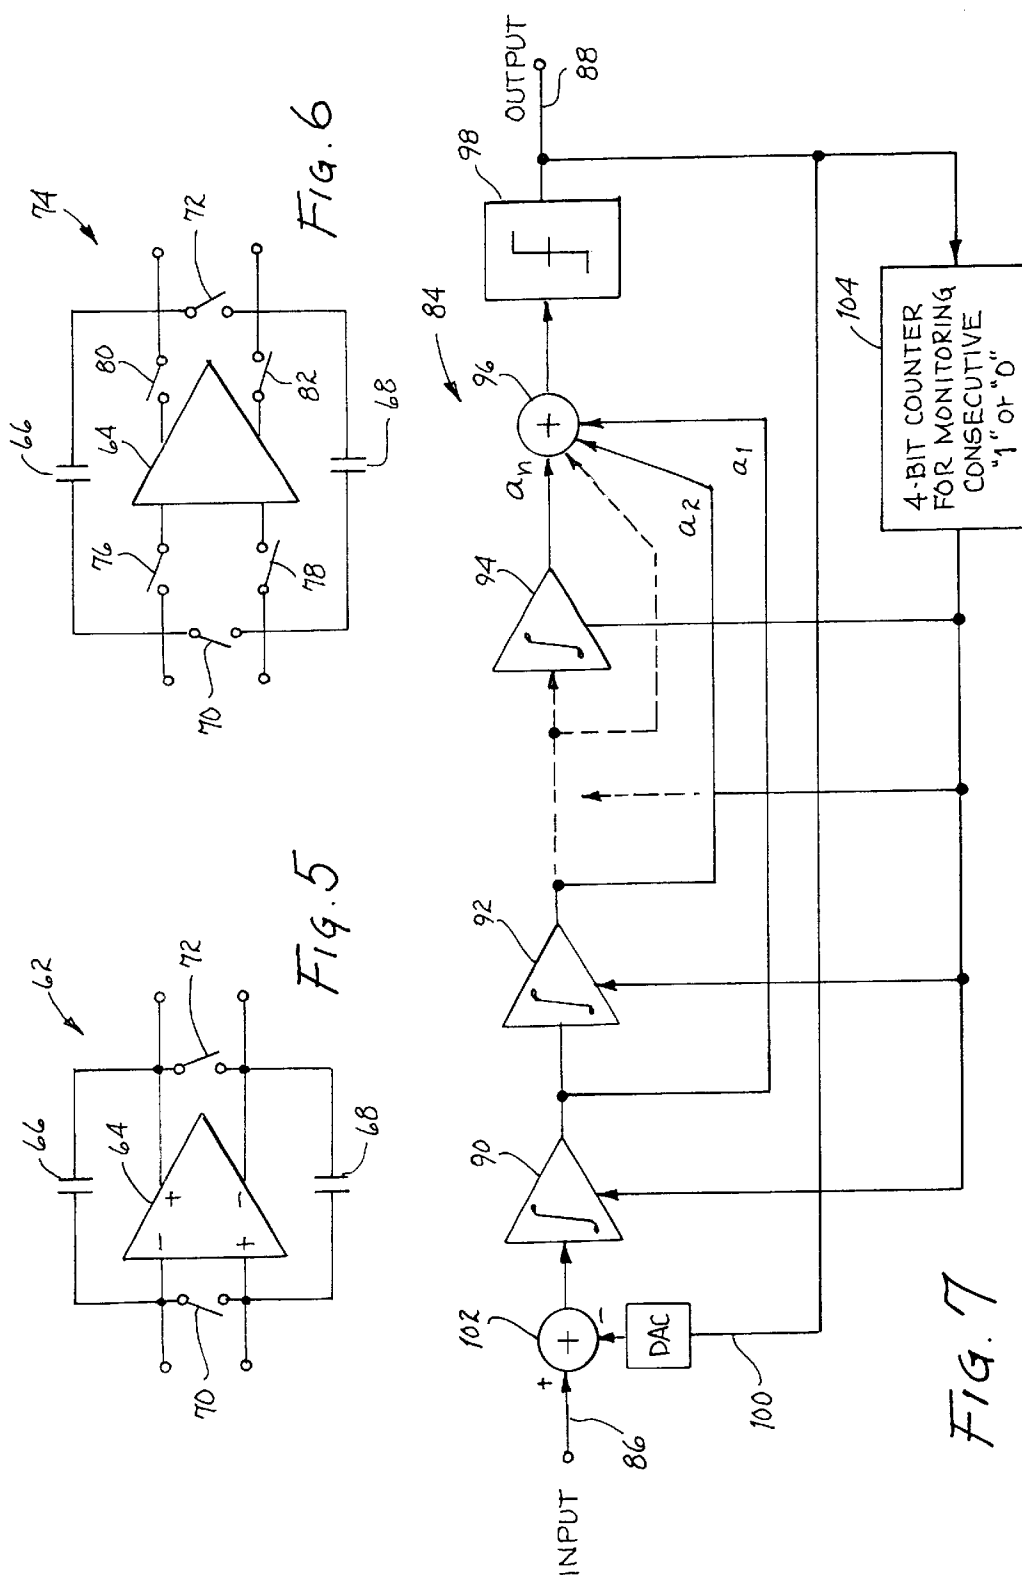 62
66
64
72
70
68
-
+
+
-
FIG. 5
74
66
64
80
72
76
70
78
82
68
FIG. 6
84
INPUT
86
+
102
-
DAC
100
90
92
94
an
a2
a1
96
98
OUTPUT
88
104
4-BIT COUNTER
FOR MONITORING
CONSECUTIVE
"1" or "0"
FIG. 7